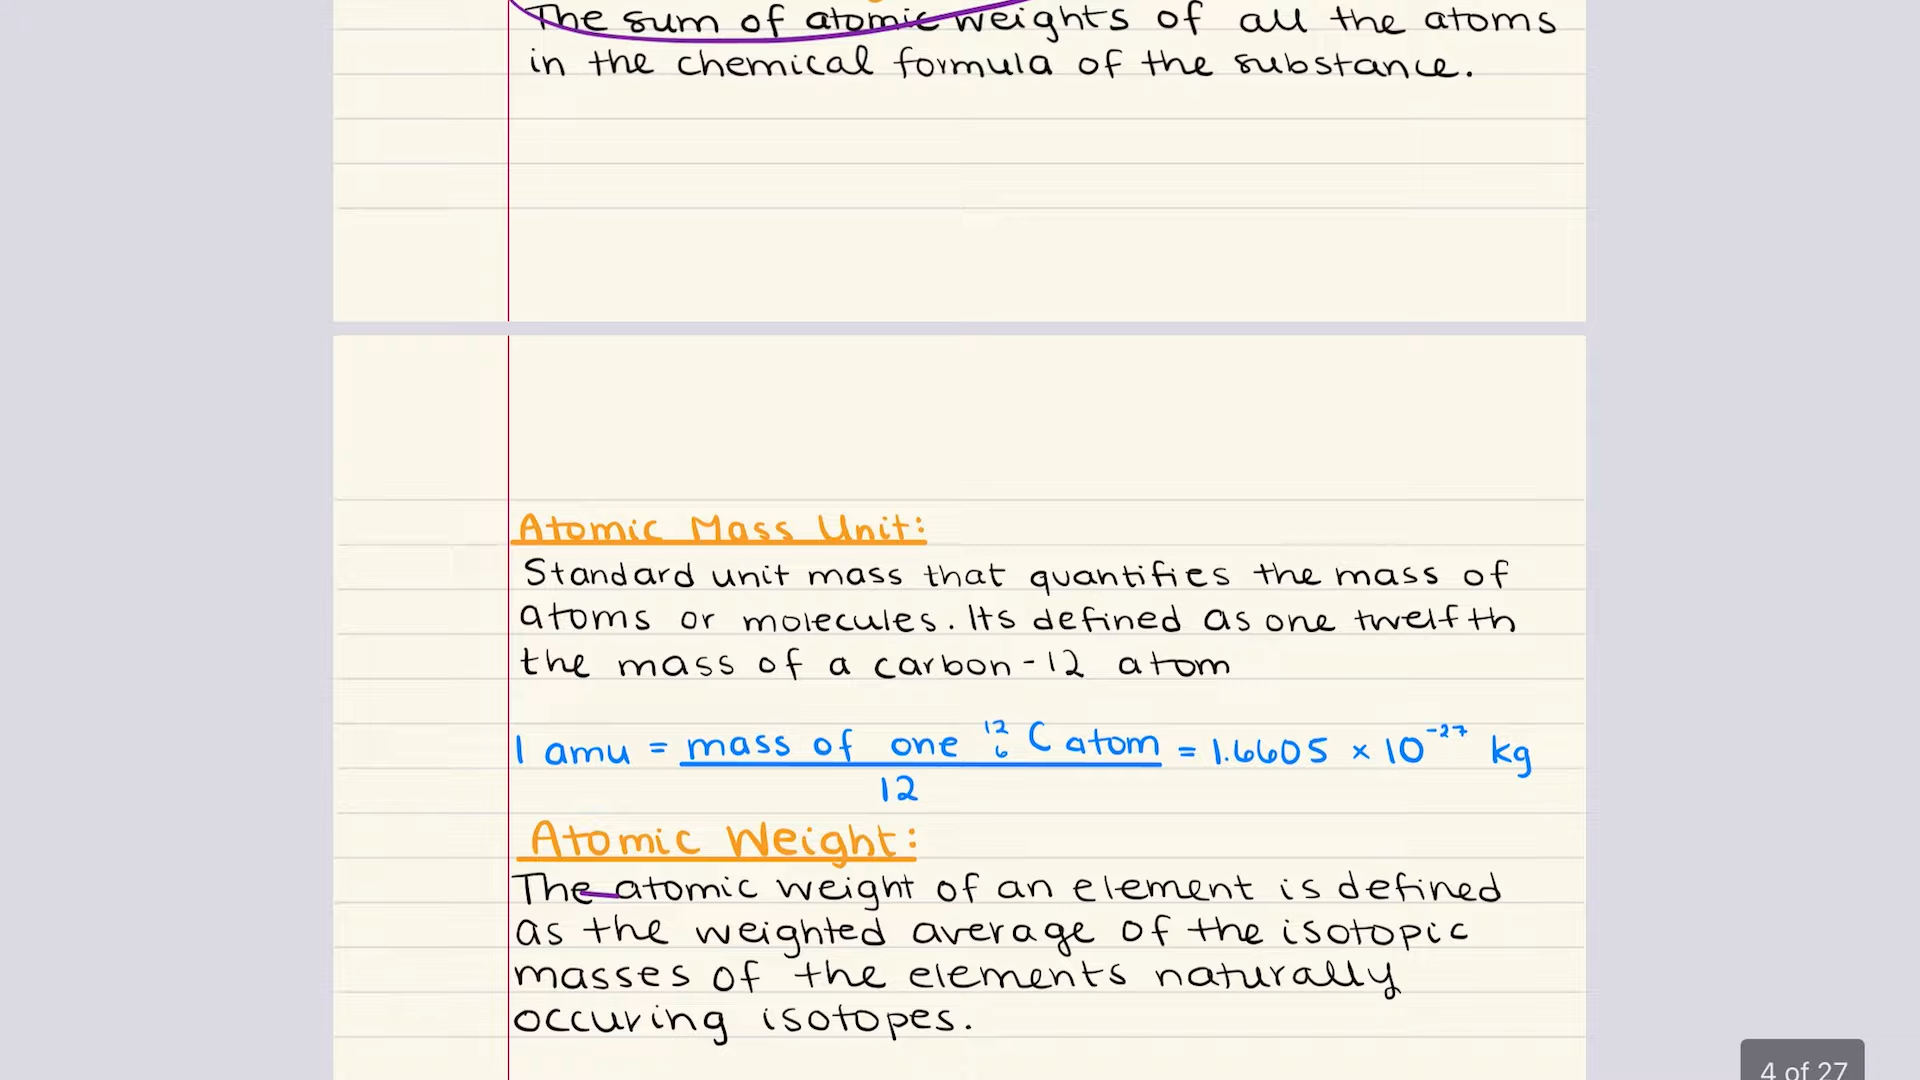 The sum of atomic weights of all the atoms
in the chemical formula of the substance.
Atomic Mass Unit:
Standard unit mass that quantifies the mass of
atoms or molecules. Its defined as one twelfth
the mass of a carbon-12 atom
1 amu = mass of one ¹²₆C atom / 12 = 1.6605 × 10⁻²⁷ kg
Atomic Weight:
The atomic weight of an element is defined
as the weighted average of the isotopic
masses of the elements naturally
occuring isotopes.
4 of 27